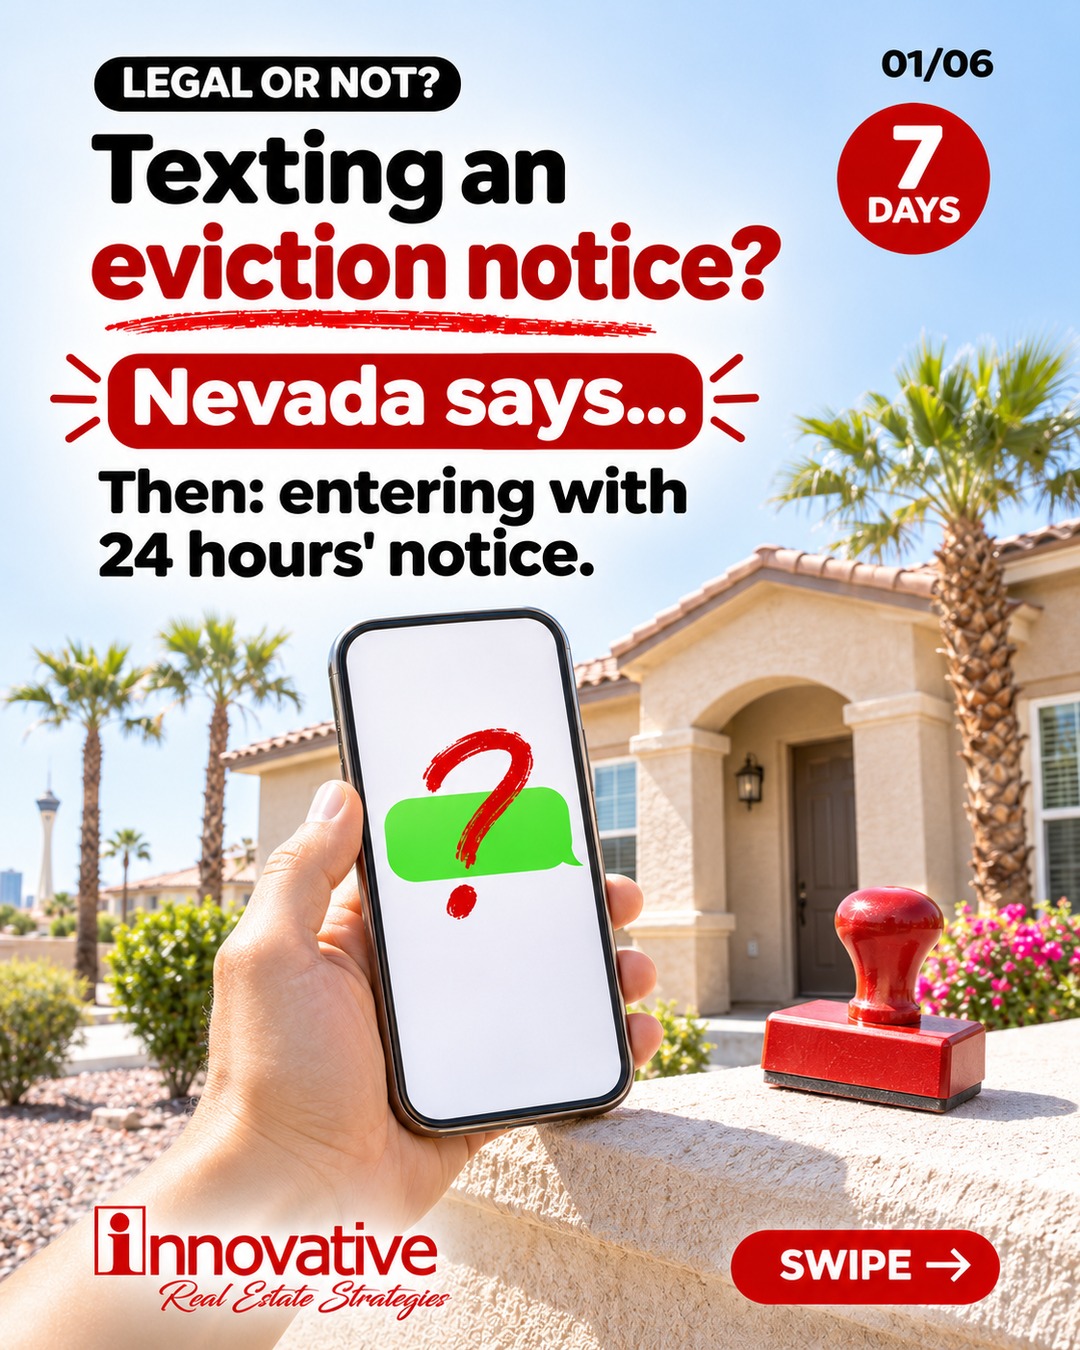 LEGAL OR NOT?
01/06
7
DAYS
Texting an
eviction notice?
Nevada says...
Then: entering with
24 hours' notice.
innovative
Real Estate Strategies
SWIPE →